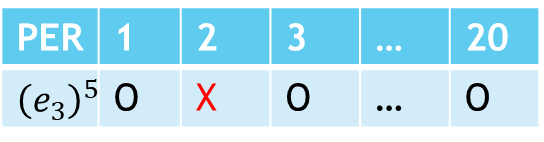 PER 1 2 3 ... 20
(e₃)⁵ O X O ... O